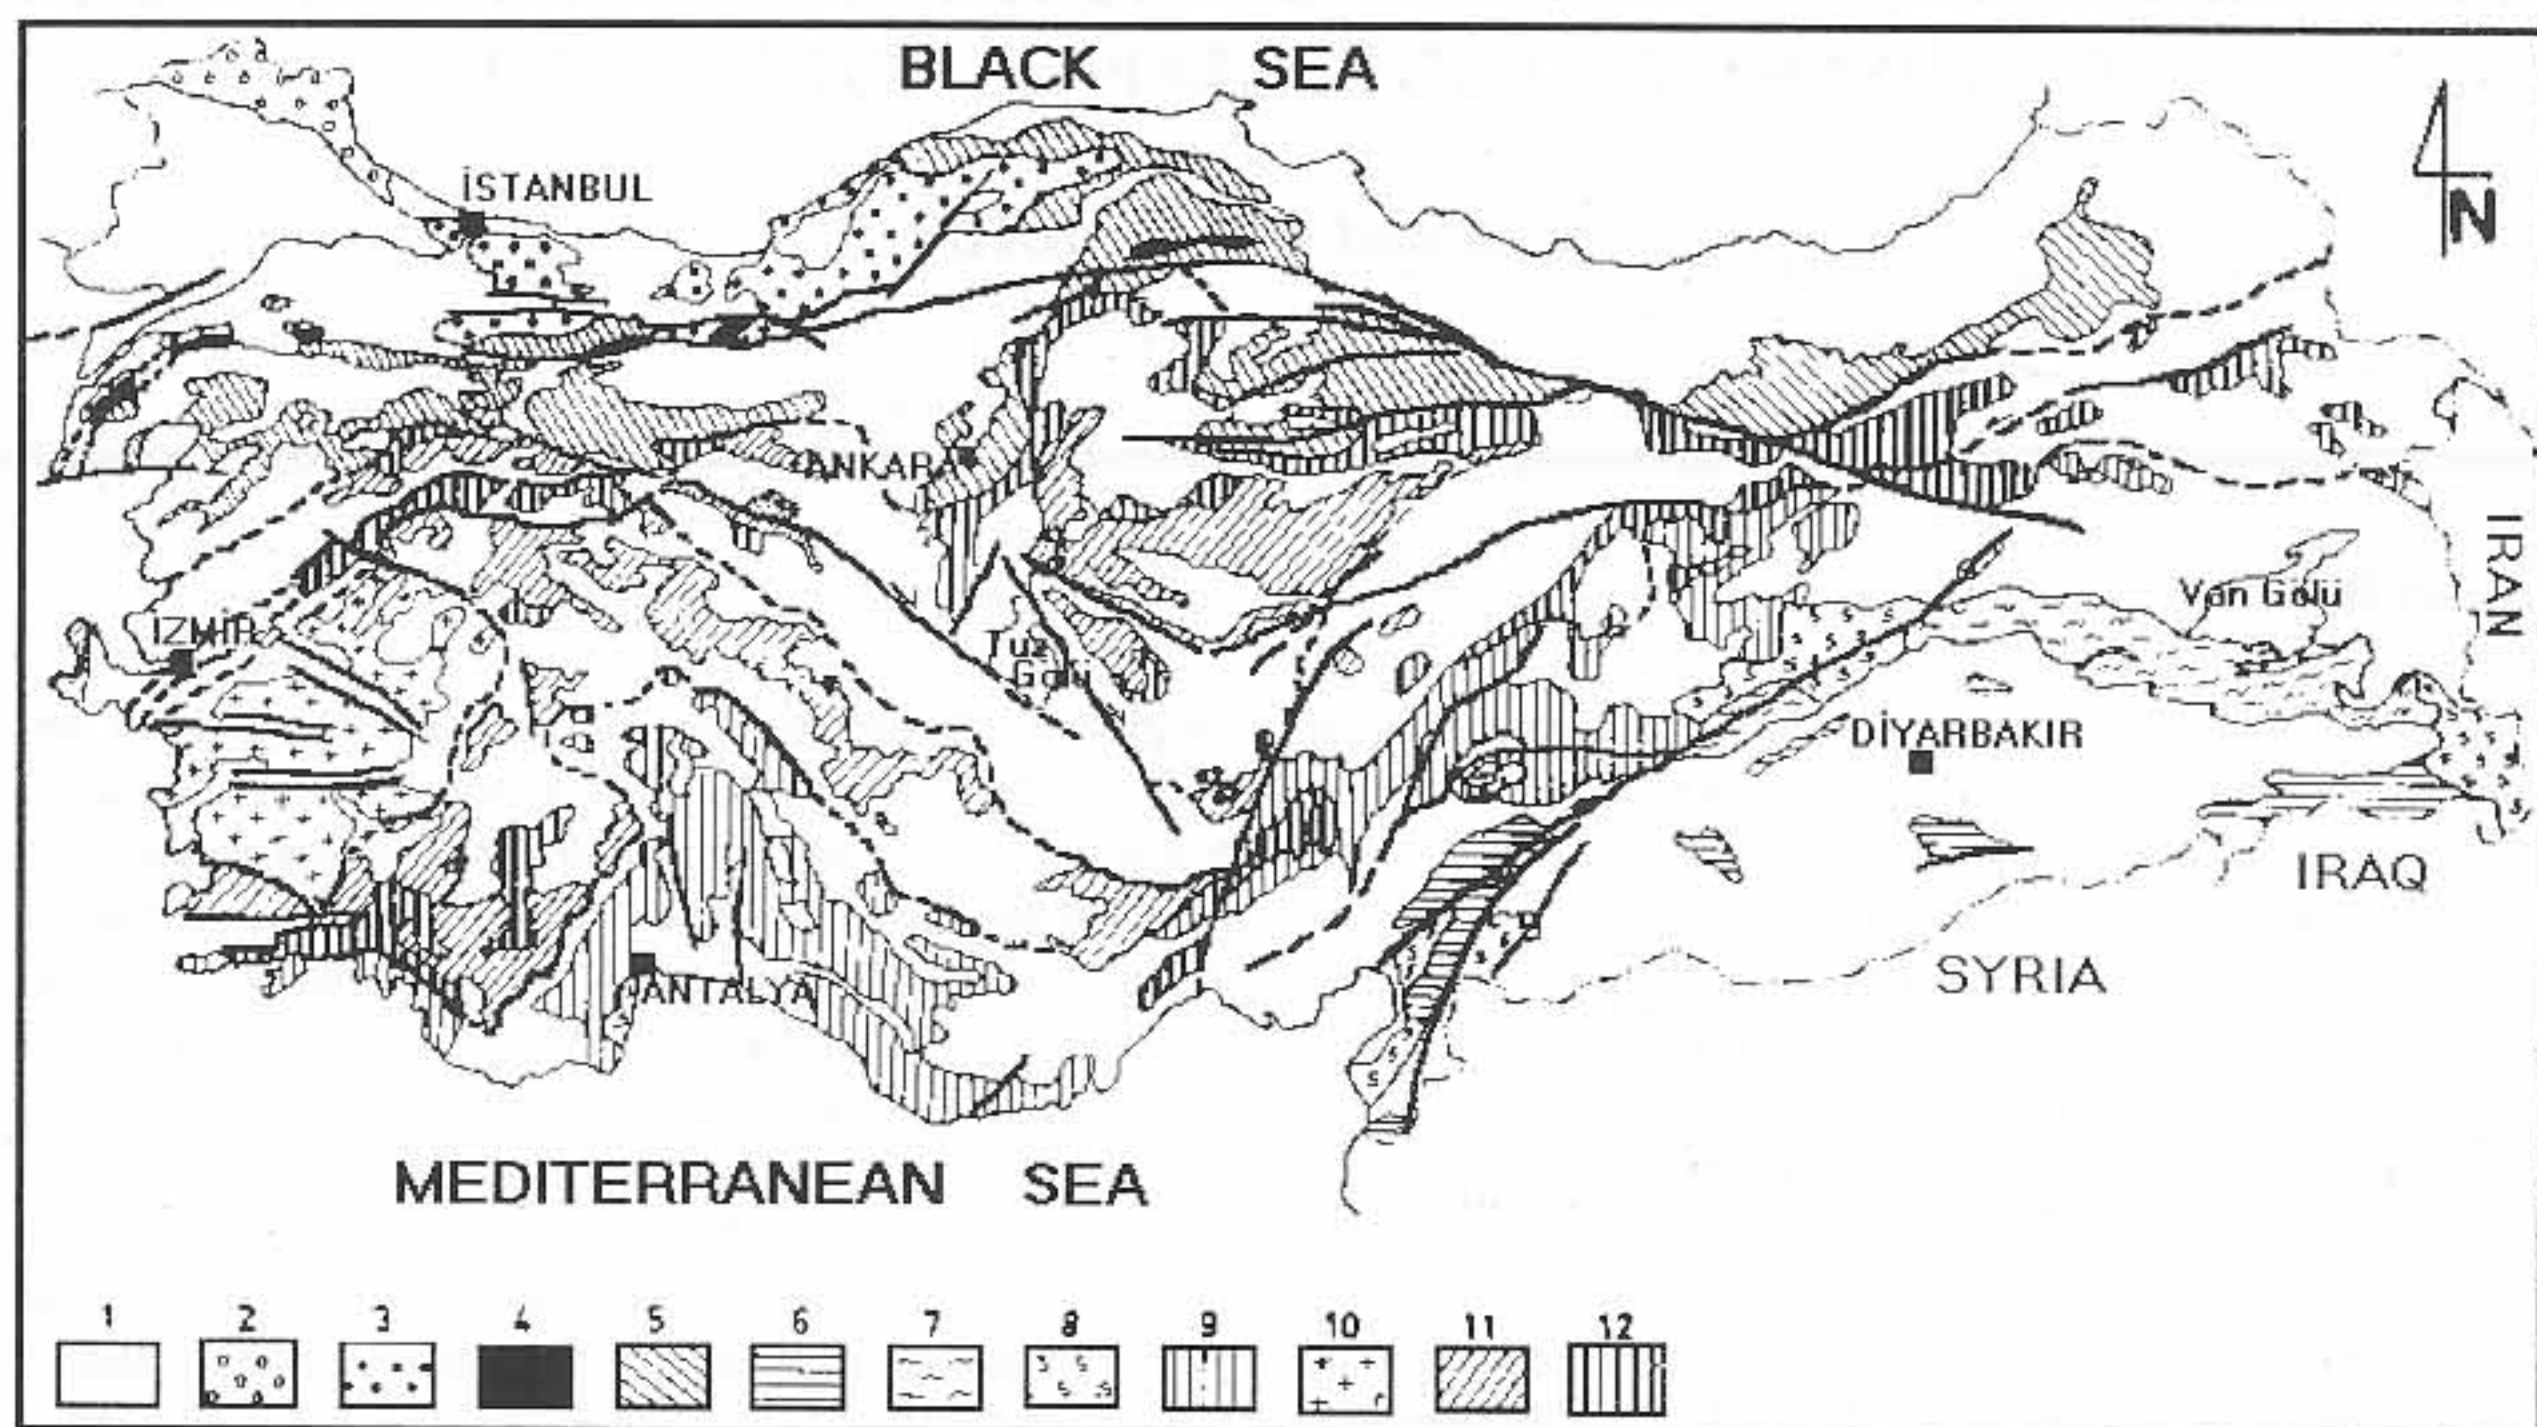 BLACK SEA
N
İSTANBUL
ANKARA
IRAN
Van Gölü
İZMİR
Tuz Gölü
DİYARBAKIR
IRAQ
SYRIA
ANTALYA
MEDITERRANEAN SEA
1 2 3 4 5 6 7 8 9 10 11 12